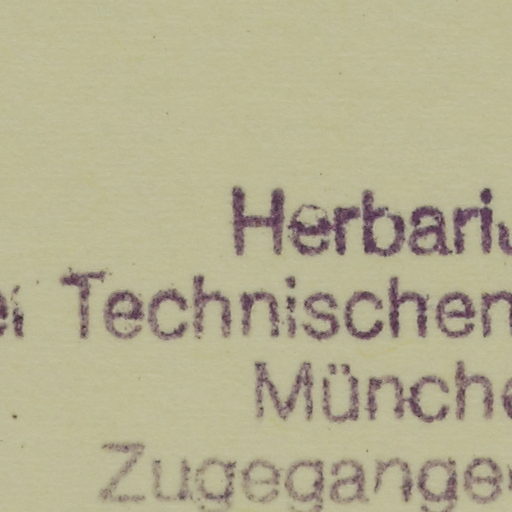 Herbariu
ei Technischen
Münche
Zugegangen